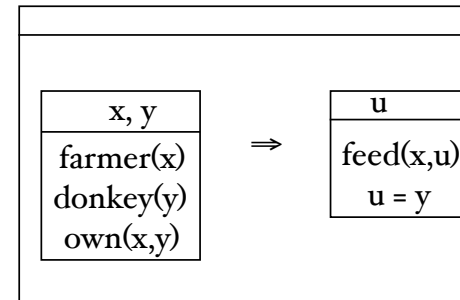 x, y
farmer(x)
donkey(y)
own(x,y)
⇒
u
feed(x,u)
u = y